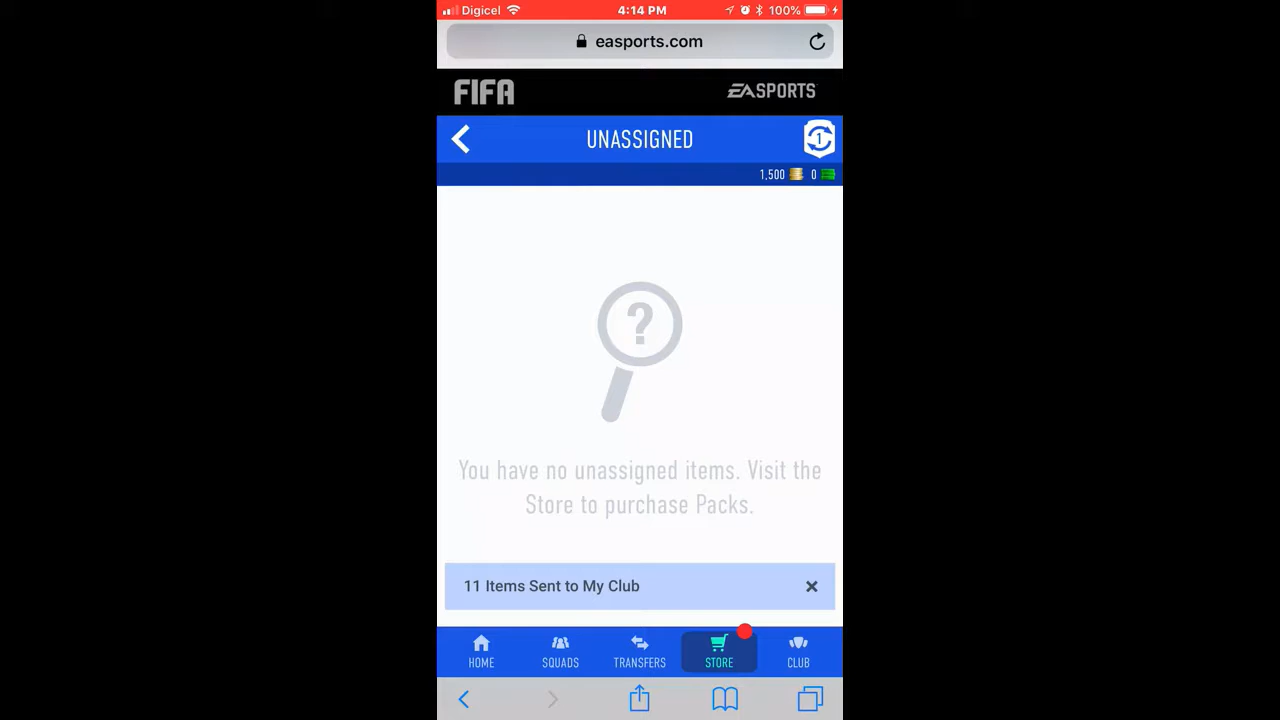 Digicel 4:14 PM 100%
easports.com
FIFA EA SPORTS
UNASSIGNED 1
1,500 0
?
You have no unassigned items. Visit the
Store to purchase Packs.
11 Items Sent to My Club
HOME SQUADS TRANSFERS STORE CLUB